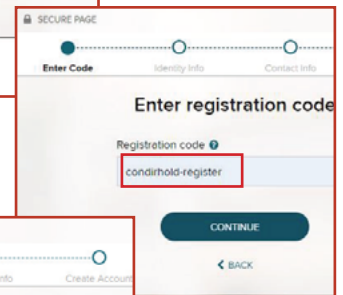 SECURE PAGE
Enter Code Identity Info Contact Info
Enter registration code
Registration code ?
condirhold-register
CONTINUE
< BACK
nfo Create Account